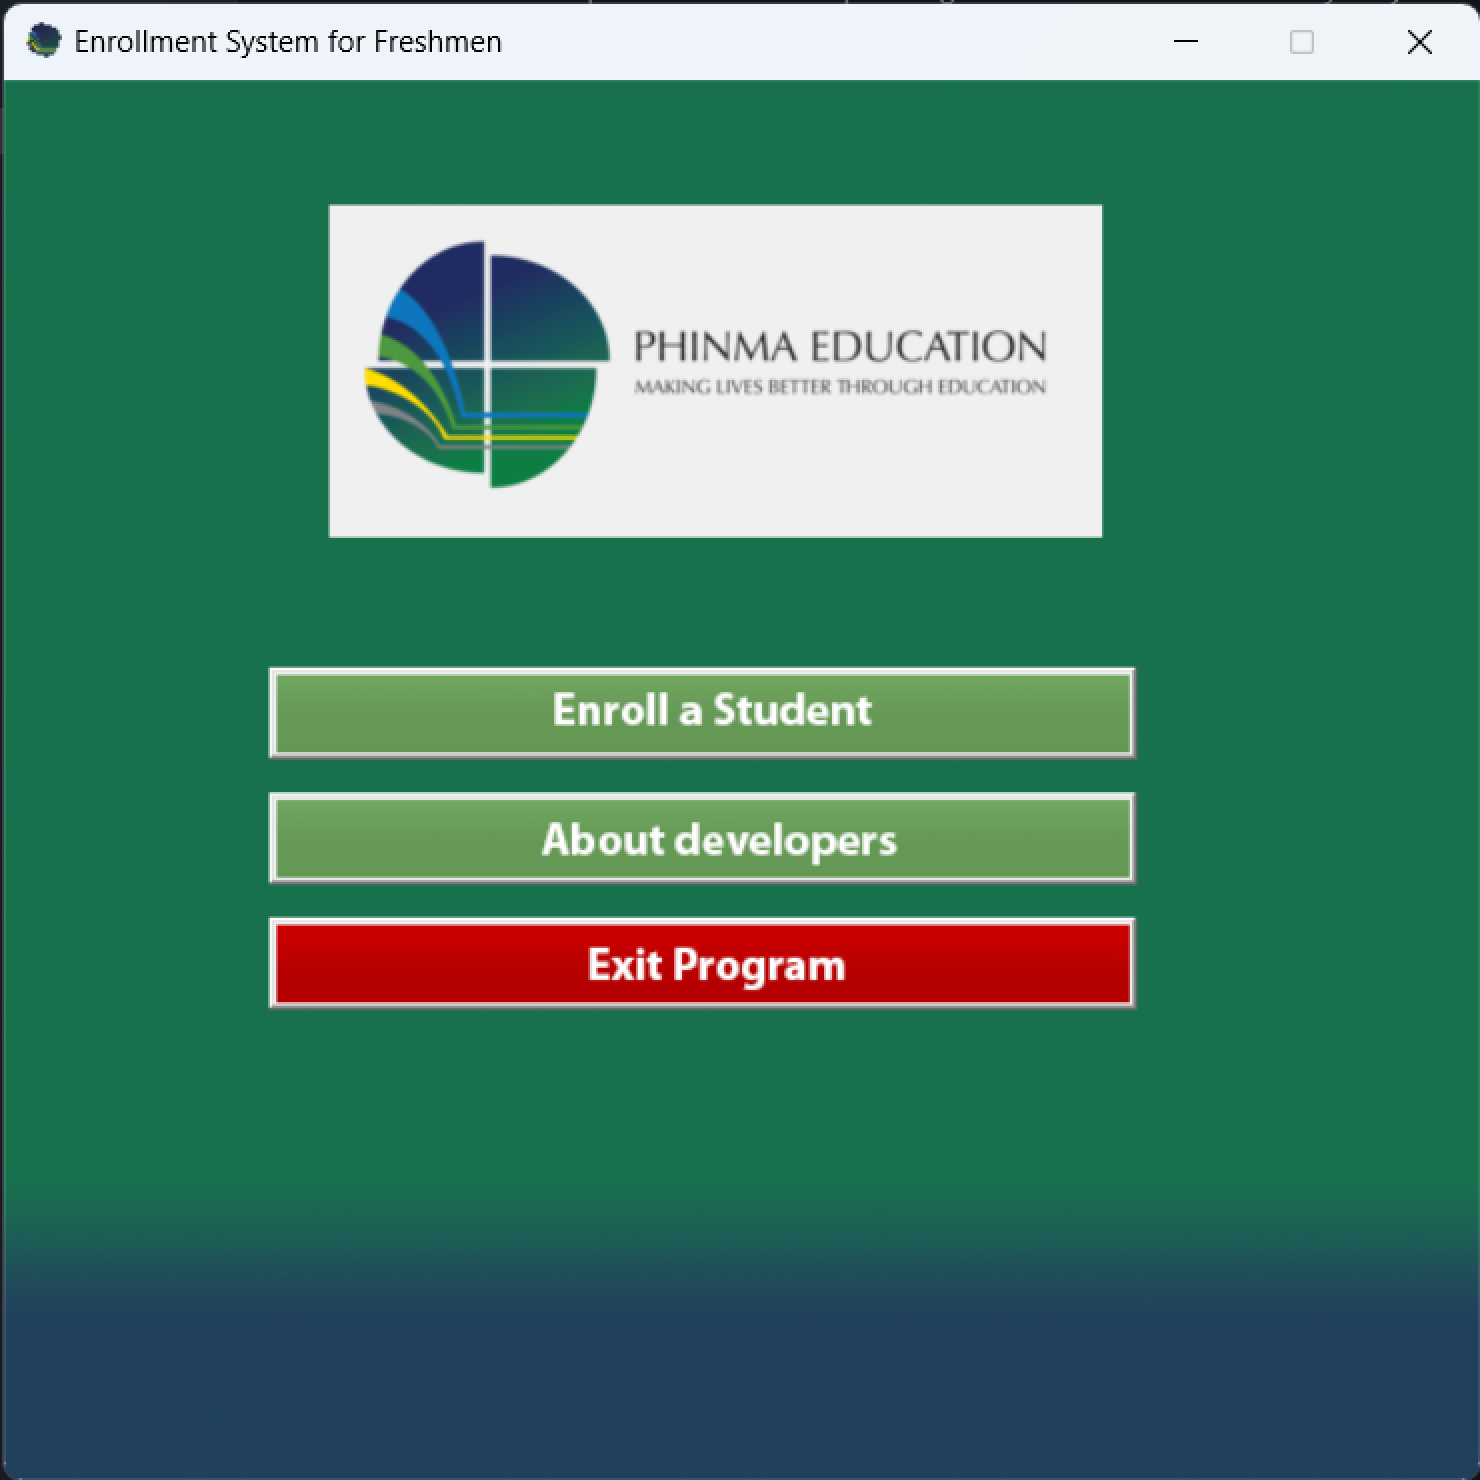 Enrollment System for Freshmen
PHINMA EDUCATION
MAKING LIVES BETTER THROUGH EDUCATION
Enroll a Student
About developers
Exit Program